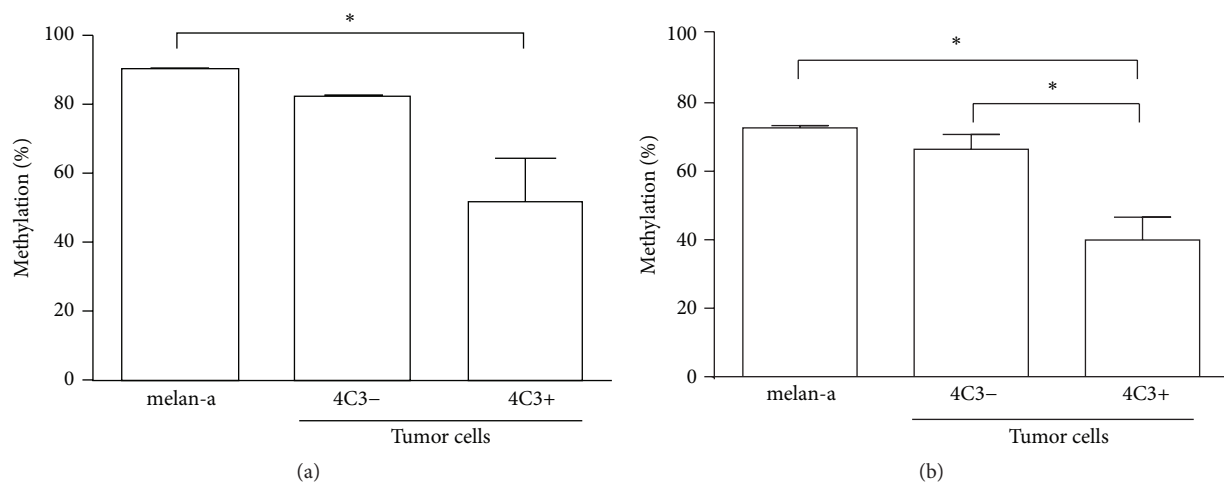 *
100
80
60
40
20
0
Methylation (%)
melan-a
4C3−
4C3+
Tumor cells
(a)
*
*
100
80
60
40
20
0
Methylation (%)
melan-a
4C3−
4C3+
Tumor cells
(b)